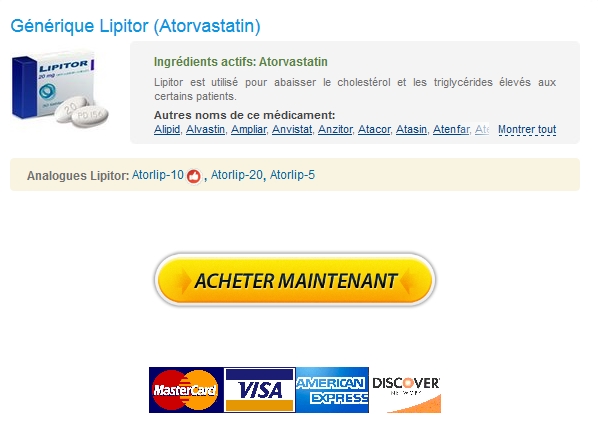 Générique Lipitor (Atorvastatin)
LIPITOR
20 mg
20
PD 156
Ingrédients actifs: Atorvastatin
Lipitor est utilisé pour abaisser le cholestérol et les triglycérides élevés aux
certains patients.
Autres noms de ce médicament:
Alipid, Alvastin, Ampliar, Anvistat, Anzitor, Atacor, Atasin, Atenfar, Ate Montrer tout
Analogues Lipitor: Atorlip-10, Atorlip-20, Atorlip-5
ACHETER MAINTENANT
MasterCard VISA AMERICAN EXPRESS DISCOVER NETWORK